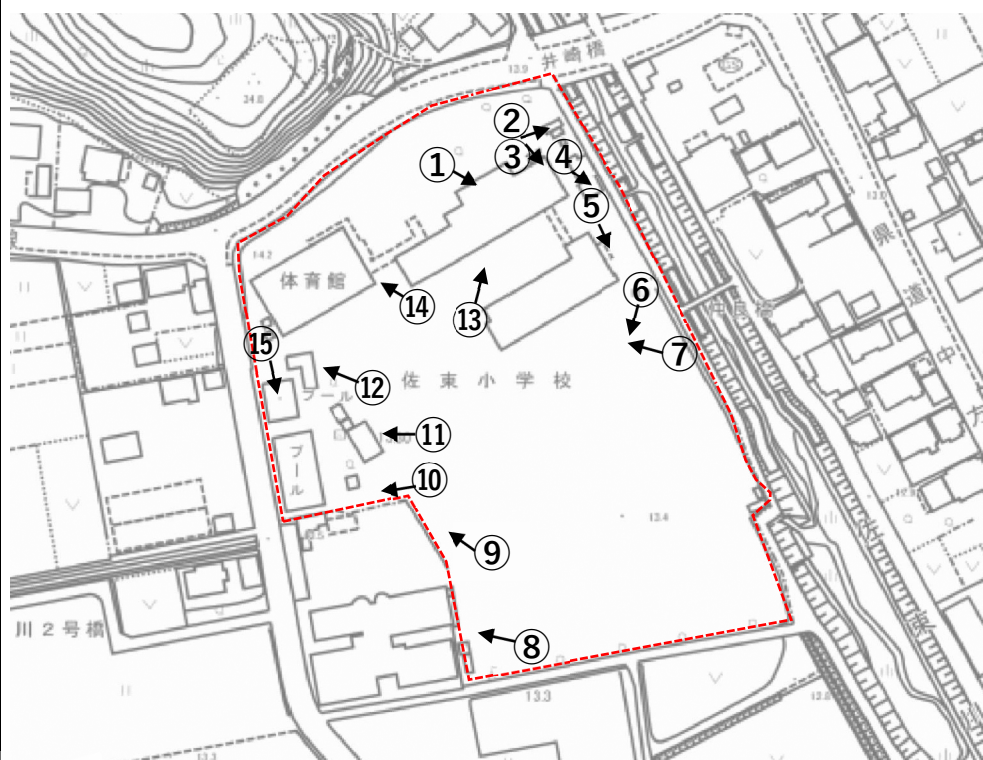 井崎橋
13.9
24.0
②
①
③
④
⑤
県道中方
14.2
体育館
⑭
⑬
⑥
⑦
⑮
⑫
佐東小学校
プール
⑪
プール
⑩
13.4
⑨
川2号橋
⑧
13.3